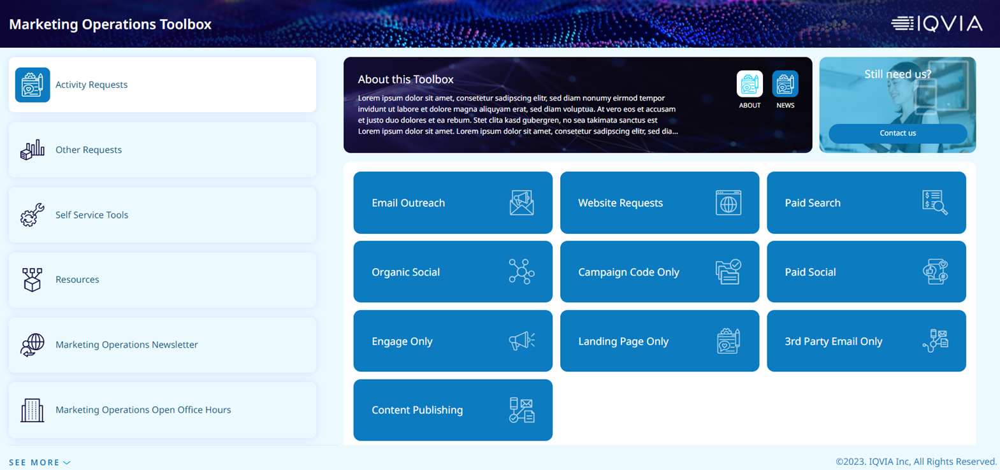 Marketing Operations Toolbox
IQVIA
Activity Requests
Other Requests
Self Service Tools
Resources
Marketing Operations Newsletter
Marketing Operations Open Office Hours
SEE MORE
About this Toolbox
Lorem ipsum dolor sit amet, consetetur sadipscing elitr, sed diam nonumy eirmod tempor
invidunt ut labore et dolore magna aliquyam erat, sed diam voluptua. At vero eos et accusam
et justo duo dolores et ea rebum. Stet clita kasd gubergren, no sea takimata sanctus est
Lorem ipsum dolor sit amet. Lorem ipsum dolor sit amet, consetetur sadipscing elitr, sed dia...
ABOUT
NEWS
Still need us?
Contact us
Email Outreach
Website Requests
Paid Search
Organic Social
Campaign Code Only
Paid Social
Engage Only
Landing Page Only
3rd Party Email Only
Content Publishing
©2023. IQVIA Inc, All Rights Reserved.